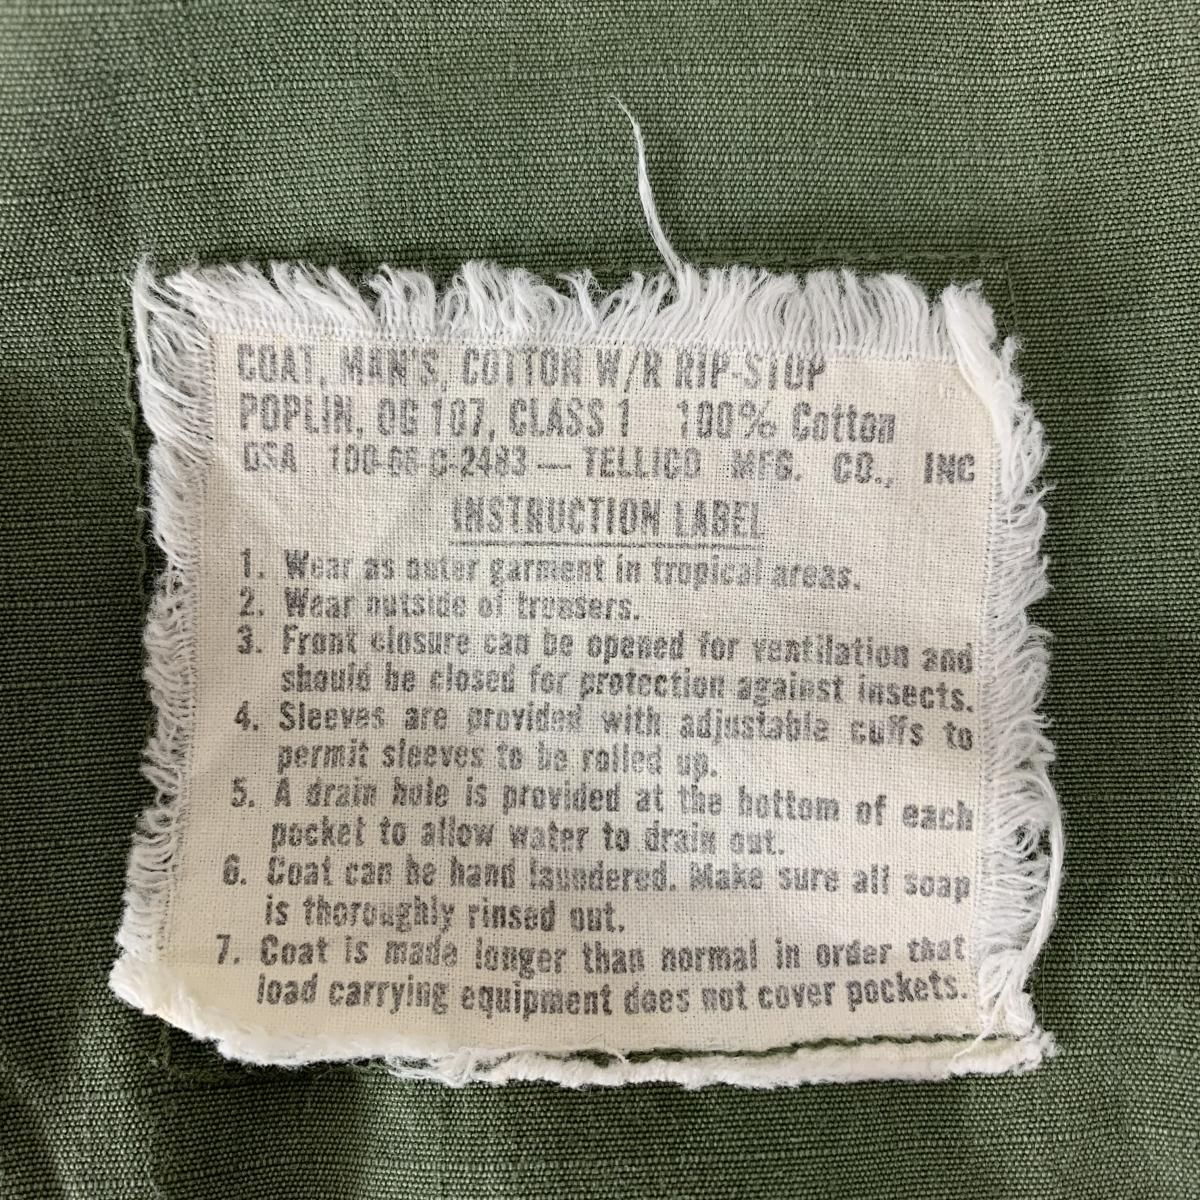 COAT, MAN'S, COTTON W/R RIP-STOP
POPLIN, OG 107, CLASS 1 100% Cotton
DSA 100-68-C-2483 — TELLICO MFG. CO., INC
INSTRUCTION LABEL
1. Wear as outer garment in tropical areas.
2. Wear outside of trousers.
3. Front closure can be opened for ventilation and
should be closed for protection against insects.
4. Sleeves are provided with adjustable cuffs to
permit sleeves to be rolled up.
5. A drain hole is provided at the bottom of each
pocket to allow water to drain out.
6. Coat can be hand laundered. Make sure all soap
is thoroughly rinsed out.
7. Coat is made longer than normal in order that
load carrying equipment does not cover pockets.